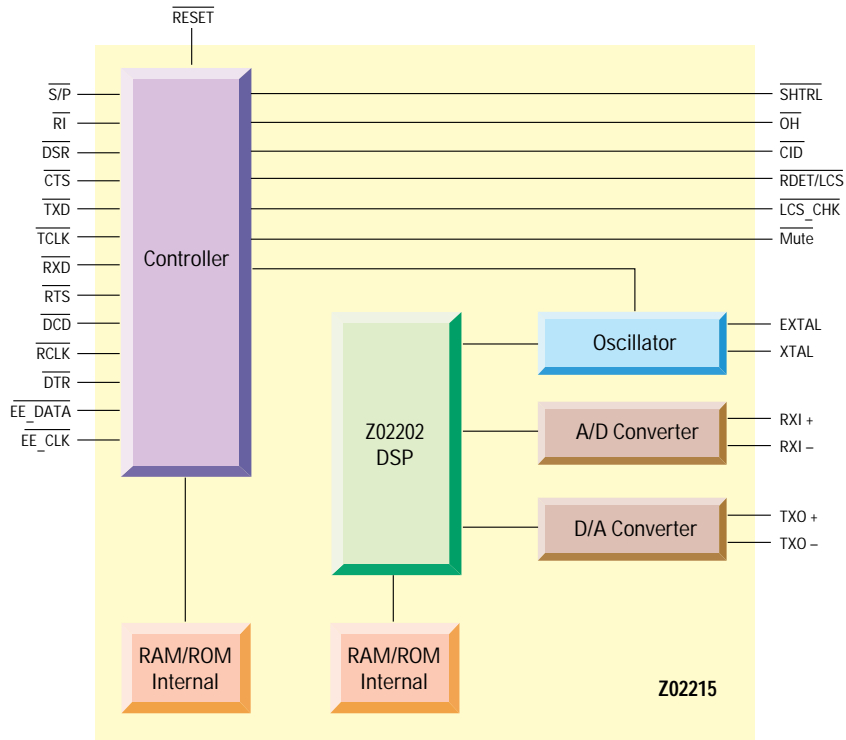 RESET
S/P
RI
DSR
CTS
TXD
TCLK
RXD
RTS
DCD
RCLK
DTR
EE_DATA
EE_CLK
Controller
SHTRL
OH
CID
RDET/LCS
LCS_CHK
Mute
Z02202
DSP
Oscillator
EXTAL
XTAL
A/D Converter
RXI +
RXI –
D/A Converter
TXO +
TXO –
RAM/ROM
Internal
RAM/ROM
Internal
Z02215